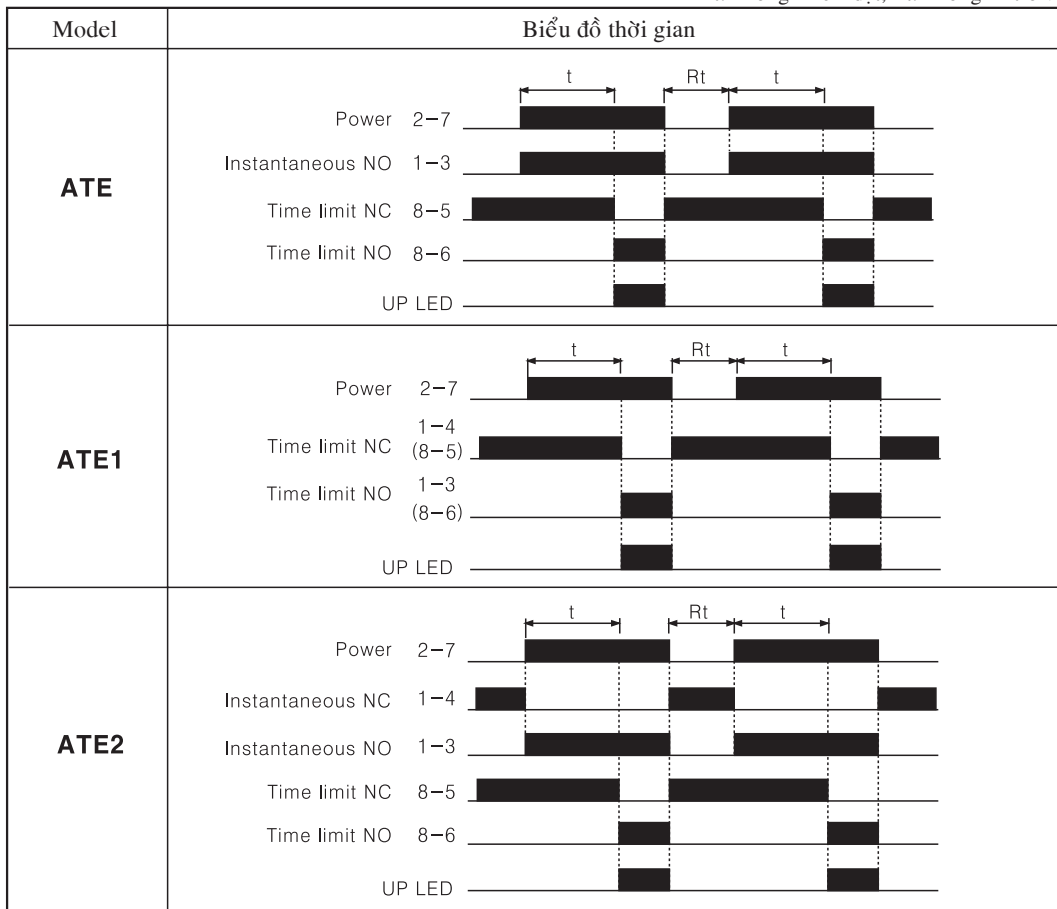 Model Biểu đồ thời gian
t Rt t
Power 2-7
Instantaneous NO 1-3
ATE
Time limit NC 8-5
Time limit NO 8-6
UP LED
t Rt t
Power 2-7
1-4
Time limit NC (8-5)
ATE1
1-3
Time limit NO
(8-6)
UP LED
t Rt t
Power 2-7
Instantaneous NC 1-4
ATE2
Instantaneous NO 1-3
Time limit NC 8-5
Time limit NO 8-6
UP LED